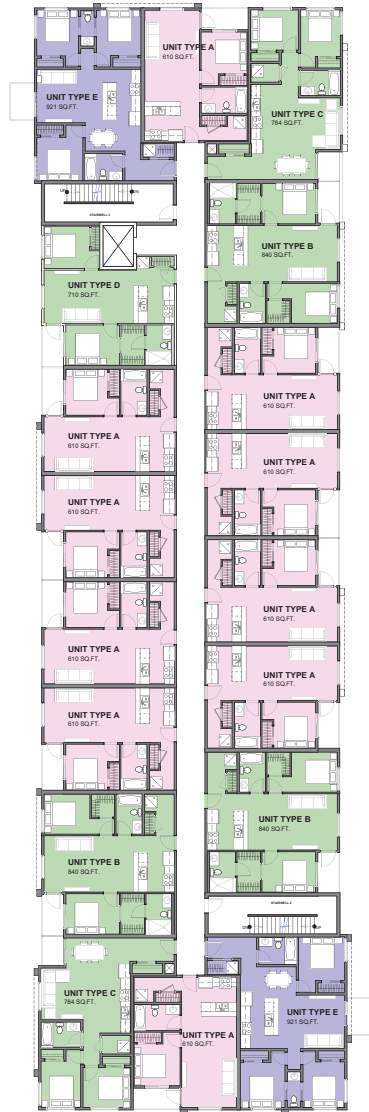 UNIT TYPE A
610 SQ.FT.
UNIT TYPE E
921 SQ.FT.
UNIT TYPE C
784 SQ.FT.
STAIRWELL 2
UNIT TYPE B
840 SQ.FT.
UNIT TYPE D
710 SQ.FT.
UNIT TYPE A
610 SQ.FT.
UNIT TYPE A
610 SQ.FT.
UNIT TYPE A
610 SQ.FT.
UNIT TYPE A
610 SQ.FT.
UNIT TYPE A
610 SQ.FT.
UNIT TYPE A
610 SQ.FT.
UNIT TYPE A
610 SQ.FT.
UNIT TYPE A
610 SQ.FT.
UNIT TYPE B
840 SQ.FT.
UNIT TYPE B
840 SQ.FT.
UNIT TYPE C
784 SQ.FT.
UNIT TYPE E
921 SQ.FT.
UNIT TYPE A
610 SQ.FT.